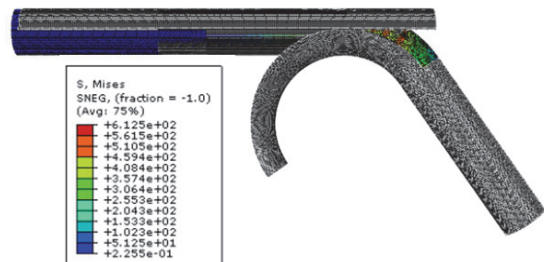 S, Mises
SNEG, (fraction = -1.0)
(Avg: 75%)
+6.125e+02
+5.615e+02
+5.105e+02
+4.594e+02
+4.084e+02
+3.574e+02
+3.064e+02
+2.553e+02
+2.043e+02
+1.533e+02
+1.023e+02
+5.125e+01
+2.255e-01